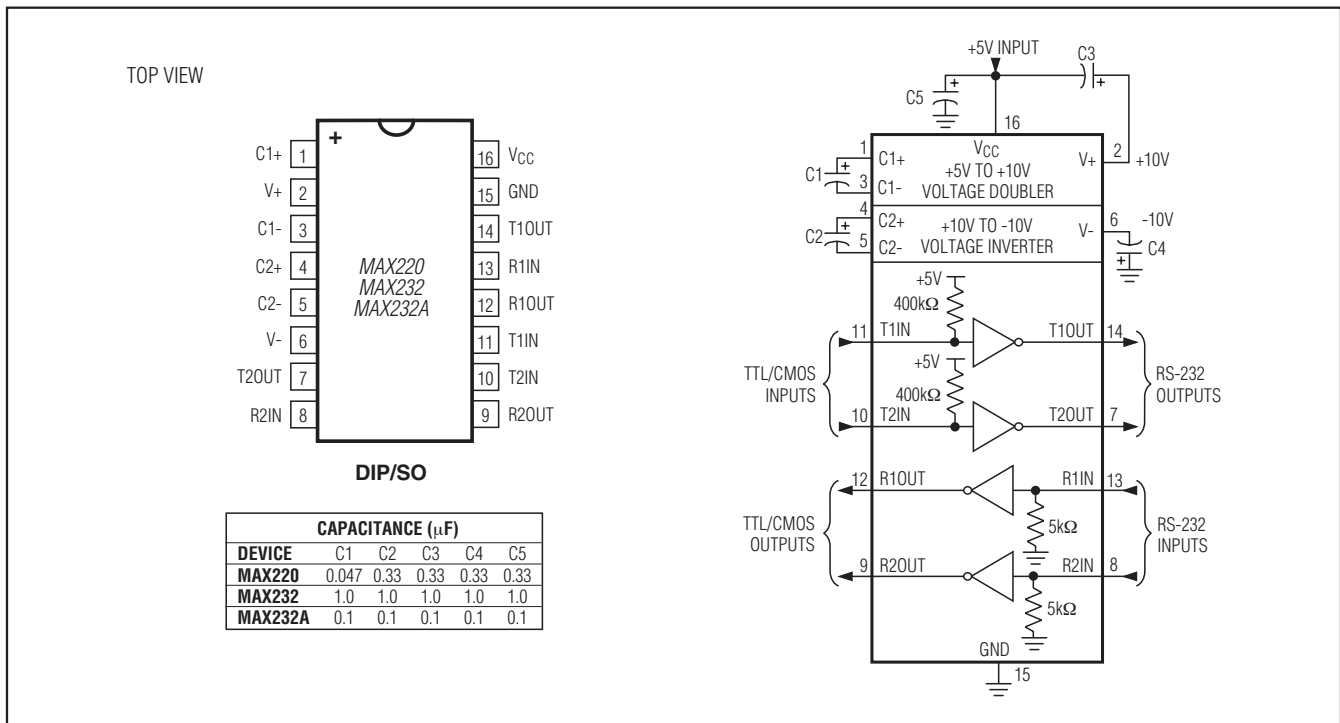 TOP VIEW
+
C1+ 1
V+ 2
C1- 3
C2+ 4
C2- 5
V- 6
T2OUT 7
R2IN 8
16 VCC
15 GND
14 T1OUT
13 R1IN
12 R1OUT
11 T1IN
10 T2IN
9 R2OUT
MAX220
MAX232
MAX232A
DIP/SO
CAPACITANCE (μF)
DEVICE C1 C2 C3 C4 C5
MAX220 0.047 0.33 0.33 0.33 0.33
MAX232 1.0 1.0 1.0 1.0 1.0
MAX232A 0.1 0.1 0.1 0.1 0.1
+5V INPUT
C3
+
C5
+
16
VCC
+5V TO +10V
VOLTAGE DOUBLER
1
C1+
C1
+
3
C1-
V+
2
+10V
4
C2+
C2
+
5
C2-
+10V TO -10V
VOLTAGE INVERTER
V-
6
-10V
C4
+
+5V
400kΩ
11
T1IN
T1OUT
14
+5V
400kΩ
TTL/CMOS
INPUTS
RS-232
OUTPUTS
10
T2IN
T2OUT
7
12
R1OUT
R1IN
13
5kΩ
TTL/CMOS
OUTPUTS
RS-232
INPUTS
9
R2OUT
R2IN
8
5kΩ
GND
15